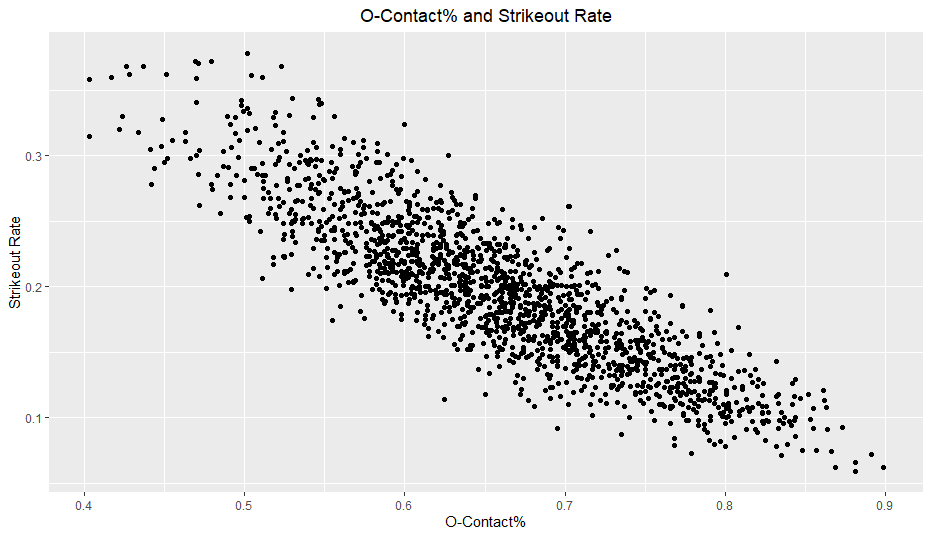 O-Contact% and Strikeout Rate
Strikeout Rate
0.3
0.2
0.1
0.4 0.5 0.6 0.7 0.8 0.9
O-Contact%